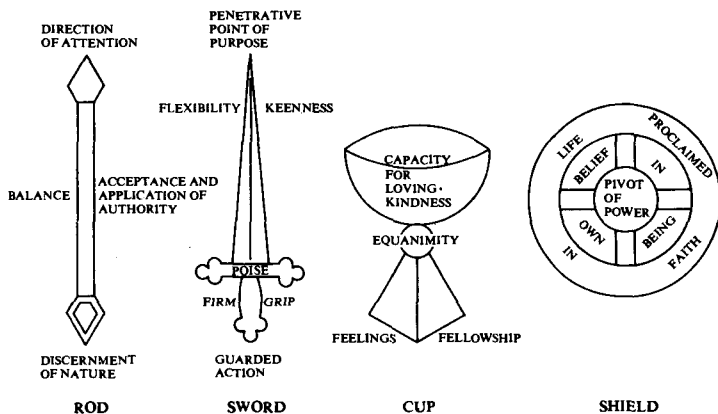 DIRECTION
OF ATTENTION
BALANCE
ACCEPTANCE AND
APPLICATION OF
AUTHORITY
DISCERNMENT
OF NATURE
ROD
PENETRATIVE
POINT OF
PURPOSE
FLEXIBILITY
KEENNESS
POISE
FIRM GRIP
GUARDED
ACTION
SWORD
CAPACITY
FOR
LOVING·
KINDNESS
EQUANIMITY
FEELINGS
FELLOWSHIP
CUP
LIFE
PROCLAIMED
IN
FAITH
BELIEF
IN
OWN
BEING
PIVOT
OF
POWER
SHIELD